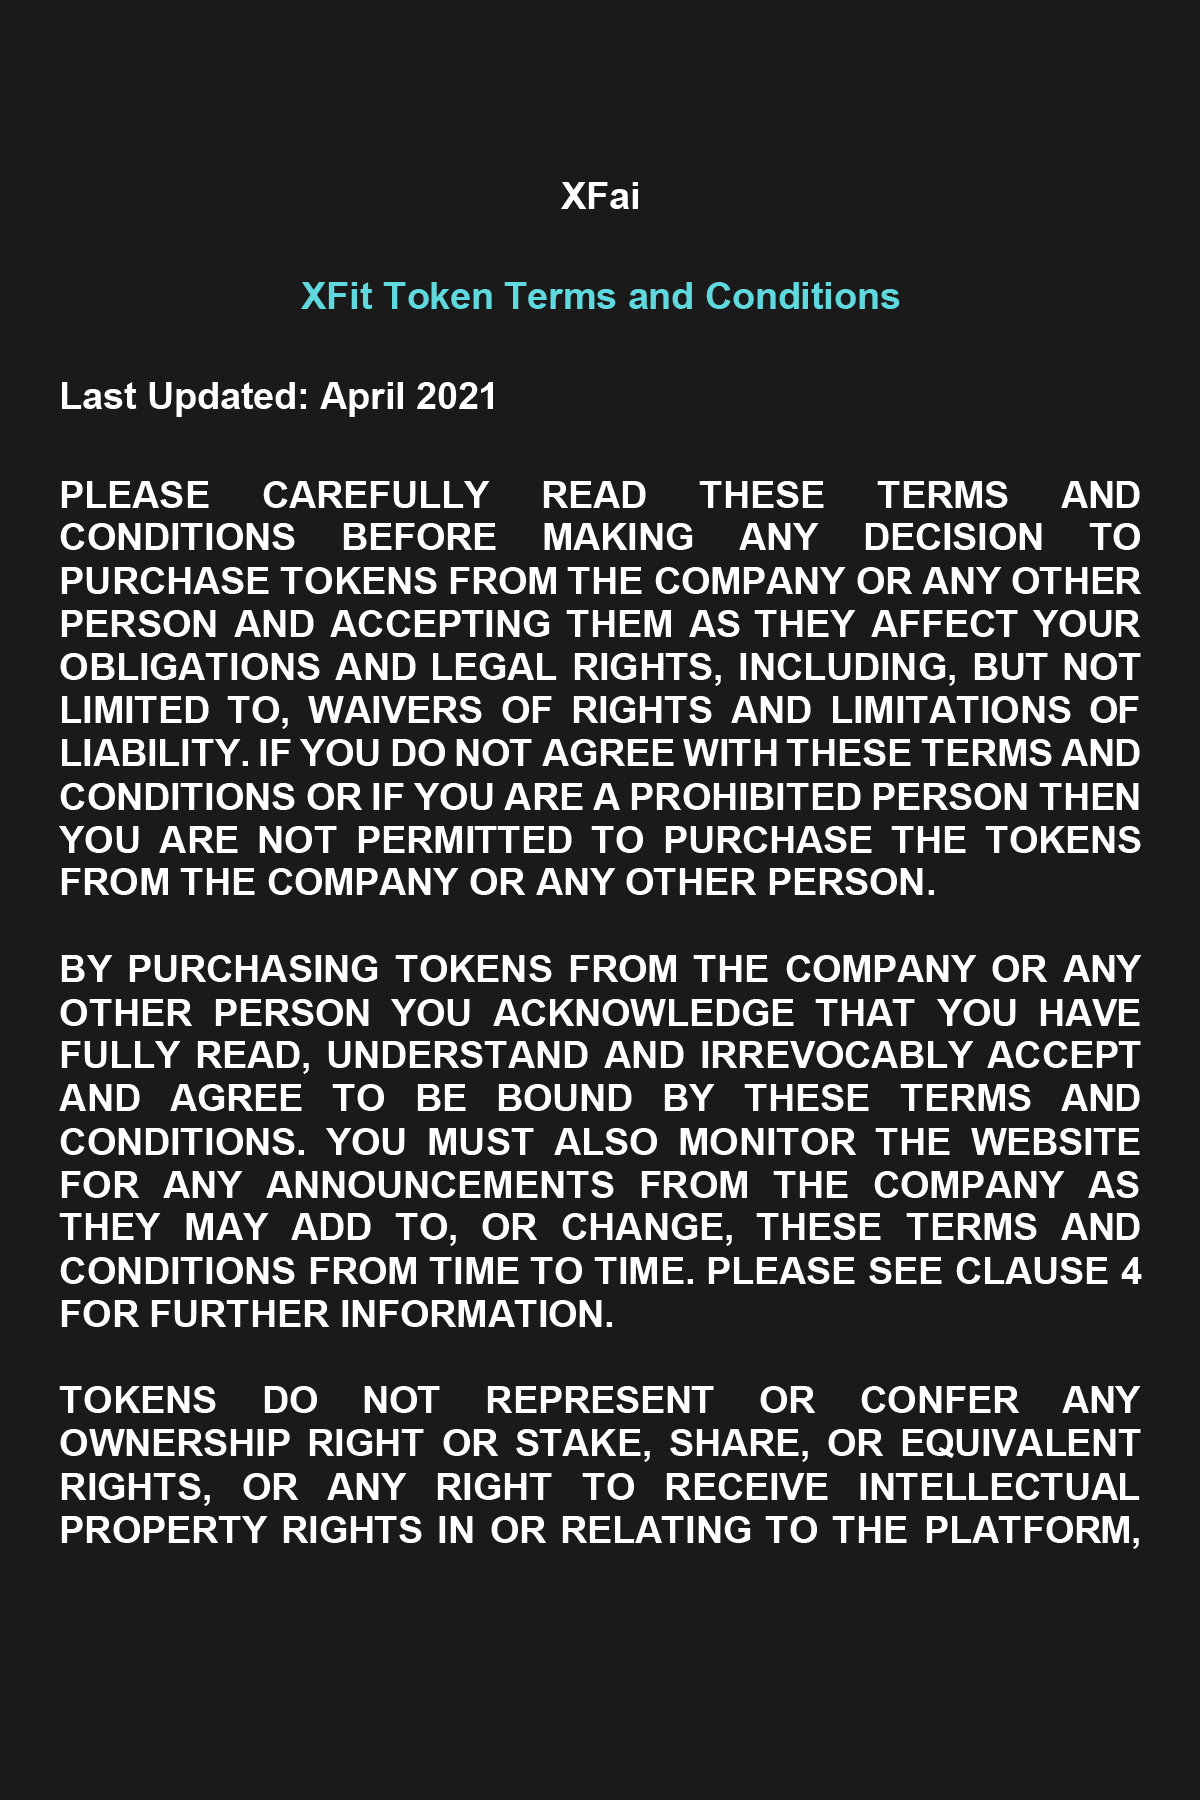 XFai
XFit Token Terms and Conditions
Last Updated: April 2021
PLEASE CAREFULLY READ THESE TERMS AND
CONDITIONS BEFORE MAKING ANY DECISION TO
PURCHASE TOKENS FROM THE COMPANY OR ANY OTHER
PERSON AND ACCEPTING THEM AS THEY AFFECT YOUR
OBLIGATIONS AND LEGAL RIGHTS, INCLUDING, BUT NOT
LIMITED TO, WAIVERS OF RIGHTS AND LIMITATIONS OF
LIABILITY. IF YOU DO NOT AGREE WITH THESE TERMS AND
CONDITIONS OR IF YOU ARE A PROHIBITED PERSON THEN
YOU ARE NOT PERMITTED TO PURCHASE THE TOKENS
FROM THE COMPANY OR ANY OTHER PERSON.
BY PURCHASING TOKENS FROM THE COMPANY OR ANY
OTHER PERSON YOU ACKNOWLEDGE THAT YOU HAVE
FULLY READ, UNDERSTAND AND IRREVOCABLY ACCEPT
AND AGREE TO BE BOUND BY THESE TERMS AND
CONDITIONS. YOU MUST ALSO MONITOR THE WEBSITE
FOR ANY ANNOUNCEMENTS FROM THE COMPANY AS
THEY MAY ADD TO, OR CHANGE, THESE TERMS AND
CONDITIONS FROM TIME TO TIME. PLEASE SEE CLAUSE 4
FOR FURTHER INFORMATION.
TOKENS DO NOT REPRESENT OR CONFER ANY
OWNERSHIP RIGHT OR STAKE, SHARE, OR EQUIVALENT
RIGHTS, OR ANY RIGHT TO RECEIVE INTELLECTUAL
PROPERTY RIGHTS IN OR RELATING TO THE PLATFORM,